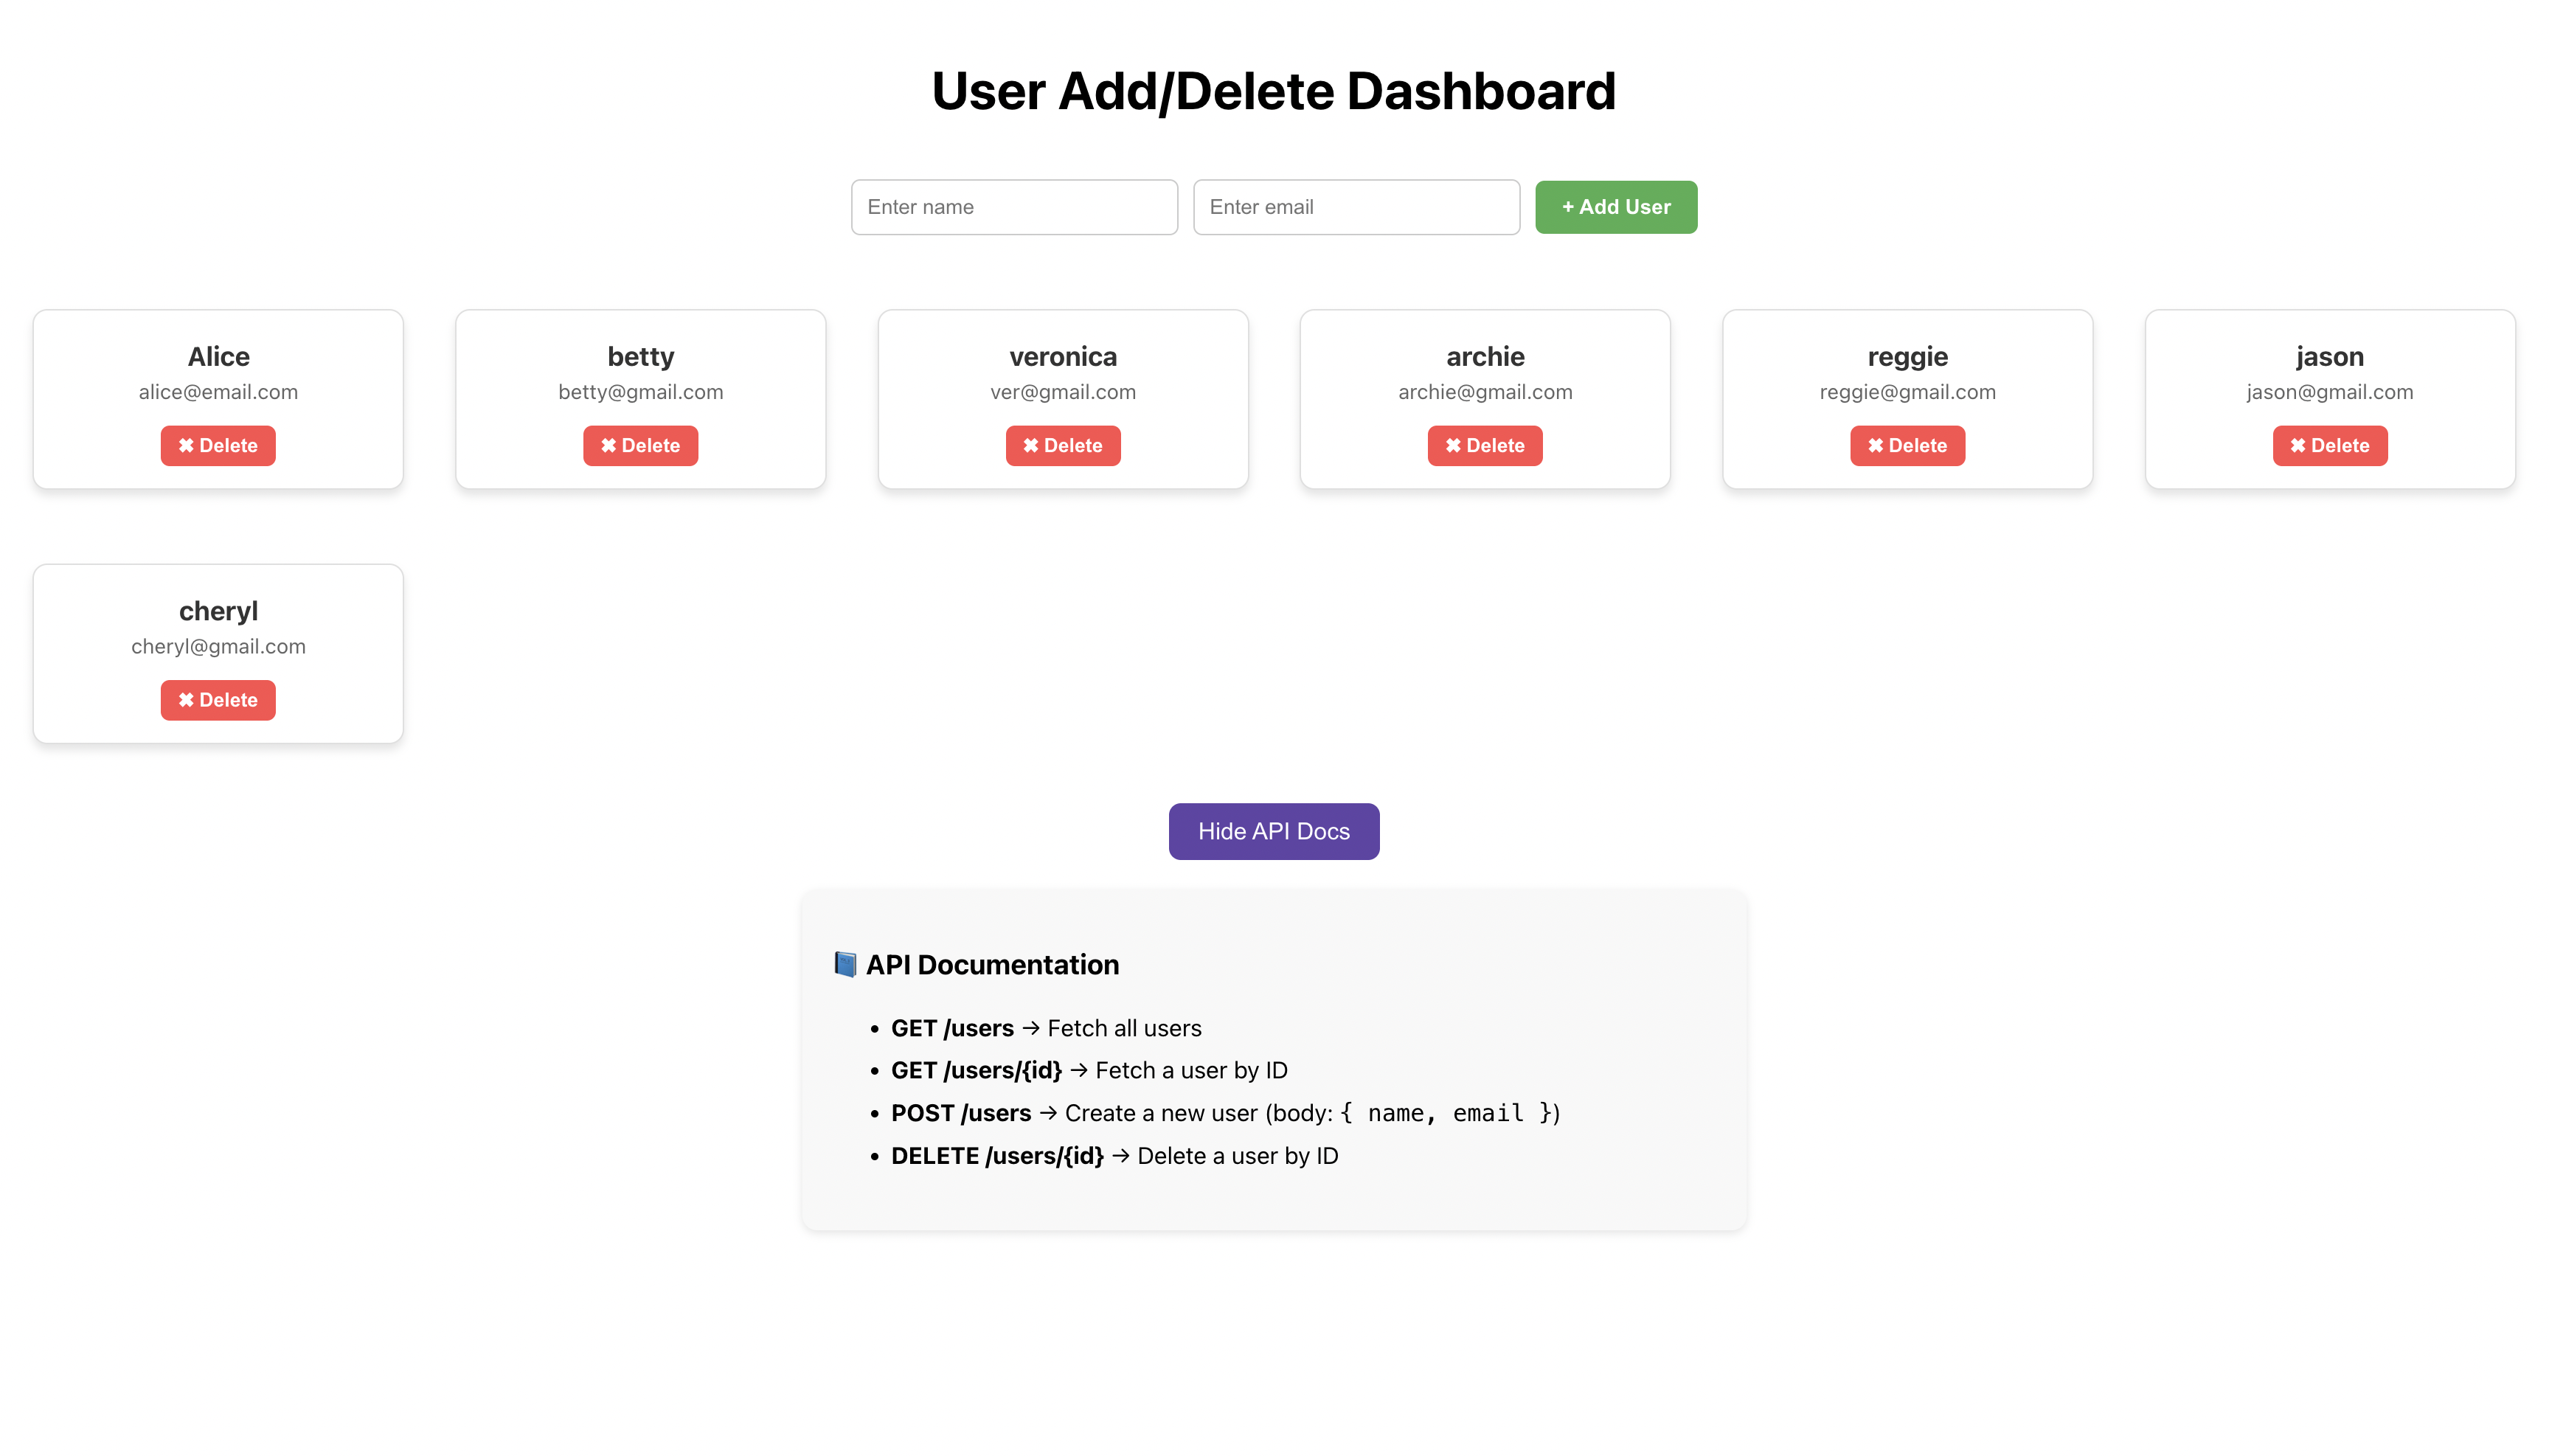 User Add/Delete Dashboard
Enter name
Enter email
+ Add User
Alice
alice@email.com
✖ Delete
betty
betty@gmail.com
✖ Delete
veronica
ver@gmail.com
✖ Delete
archie
archie@gmail.com
✖ Delete
reggie
reggie@gmail.com
✖ Delete
jason
jason@gmail.com
✖ Delete
cheryl
cheryl@gmail.com
✖ Delete
Hide API Docs
📘 API Documentation
• GET /users → Fetch all users
• GET /users/{id} → Fetch a user by ID
• POST /users → Create a new user (body: { name, email })
• DELETE /users/{id} → Delete a user by ID